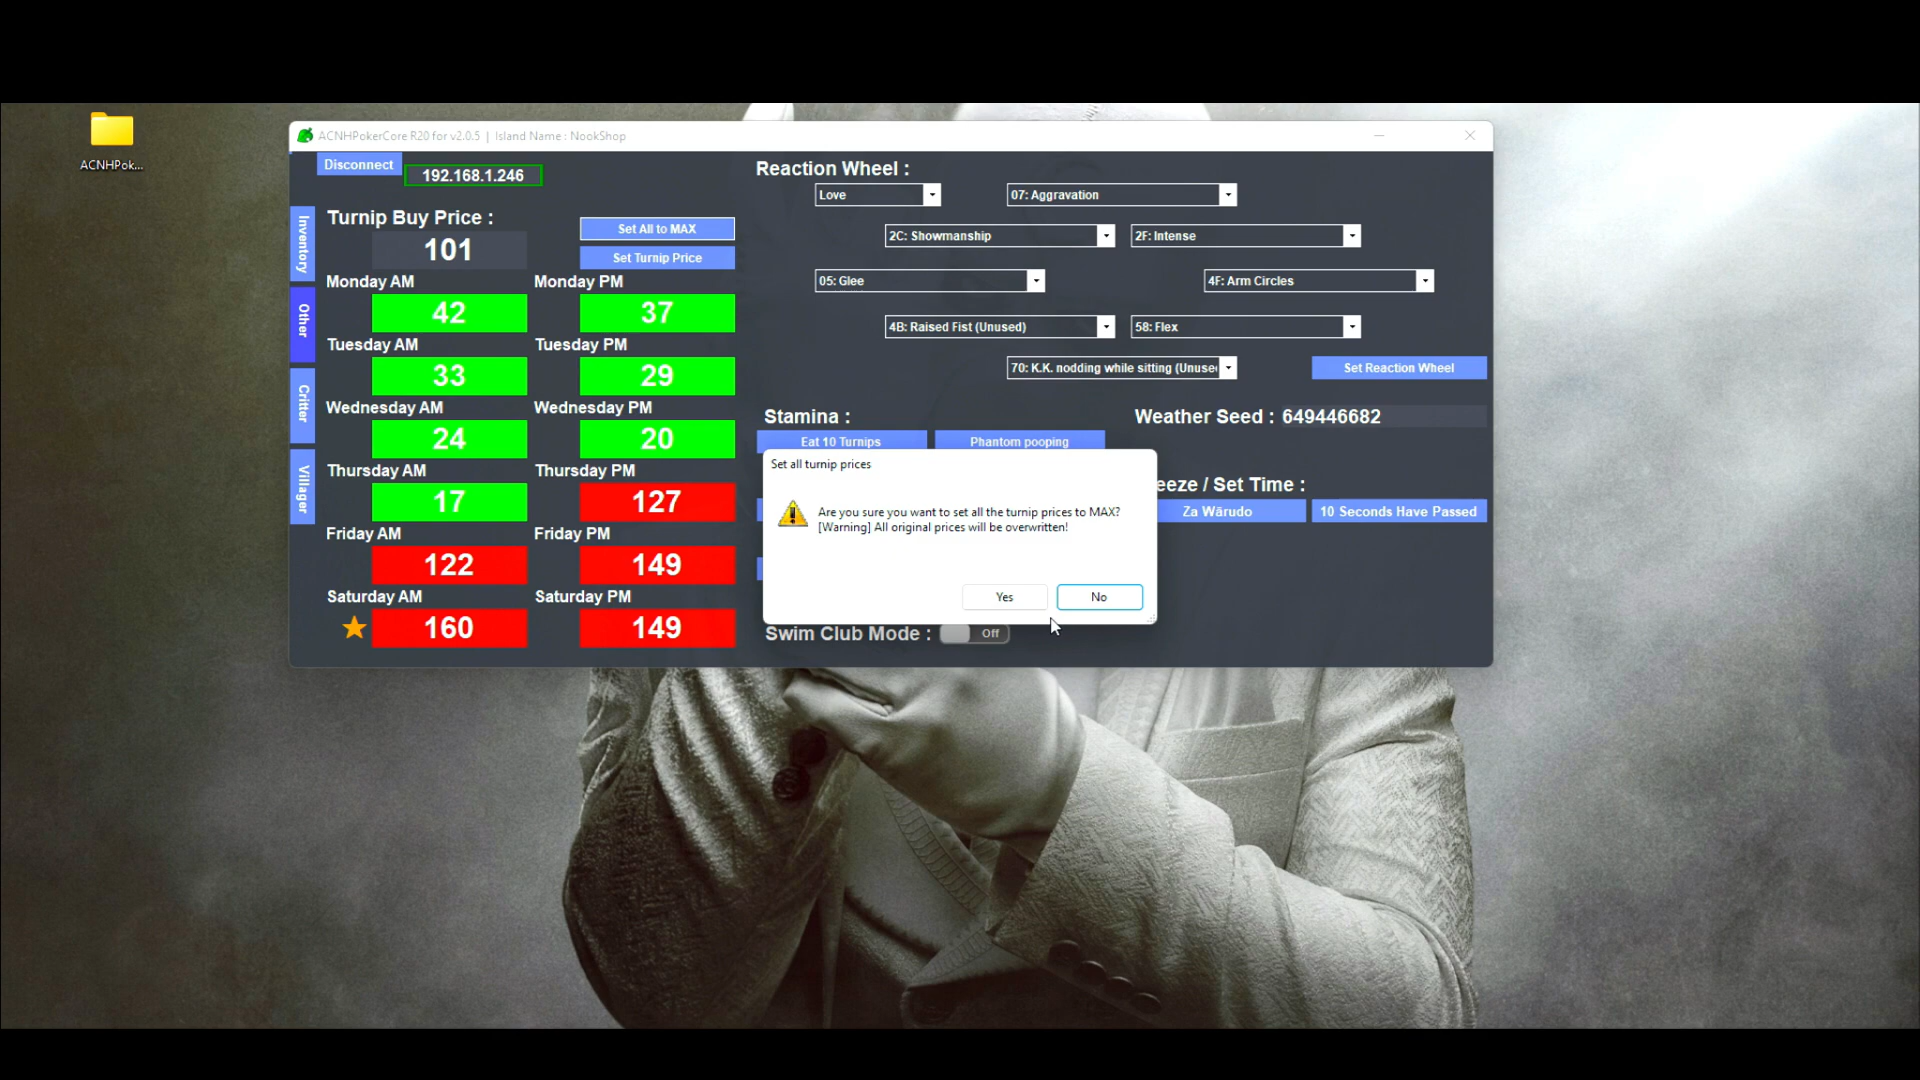 ACNHPok...
ACNHPokerCore R20 for v2.0.5 | Island Name : NookShop
Disconnect
192.168.1.246
Inventory
Other
Critter
Villager
Turnip Buy Price :
101
Set All to MAX
Set Turnip Price
Monday AM
Monday PM
42
37
Tuesday AM
Tuesday PM
33
29
Wednesday AM
Wednesday PM
24
20
Thursday AM
Thursday PM
17
127
Friday AM
Friday PM
122
149
Saturday AM
Saturday PM
160
149
Reaction Wheel :
Love
07: Aggravation
2C: Showmanship
2F: Intense
05: Glee
4F: Arm Circles
4B: Raised Fist (Unused)
58: Flex
70: K.K. nodding while sitting (Unuse
Set Reaction Wheel
Stamina :
Weather Seed : 649446682
Eat 10 Turnips
Phantom pooping
Set all turnip prices
Are you sure you want to set all the turnip prices to MAX?
[Warning] All original prices will be overwritten!
Yes
No
eeze / Set Time :
Za Wārudo
10 Seconds Have Passed
Swim Club Mode :
Off